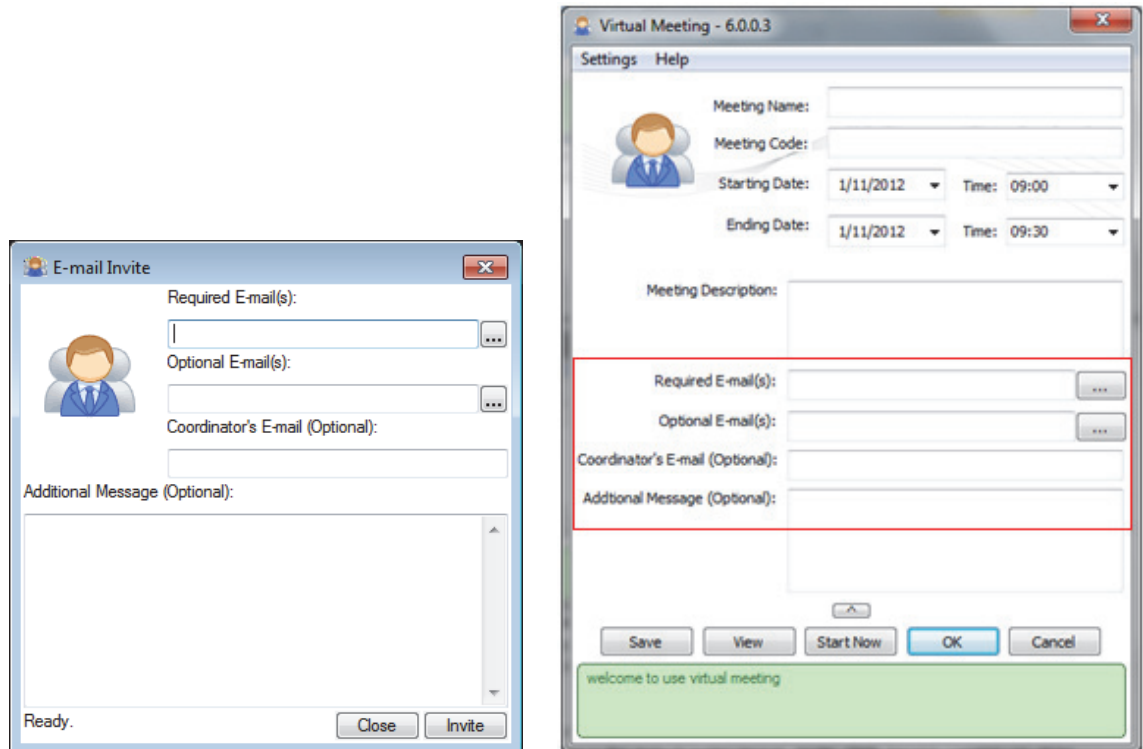 E-mail Invite
Required E-mail(s):
...
Optional E-mail(s):
...
Coordinator's E-mail (Optional):
Additional Message (Optional):
Ready.
Close Invite
Virtual Meeting - 6.0.0.3
Settings Help
Meeting Name:
Meeting Code:
Starting Date: 1/11/2012 Time: 09:00
Ending Date: 1/11/2012 Time: 09:30
Meeting Description:
Required E-mail(s): ...
Optional E-mail(s): ...
Coordinator's E-mail (Optional):
Addtional Message (Optional):
Save View Start Now OK Cancel
welcome to use virtual meeting